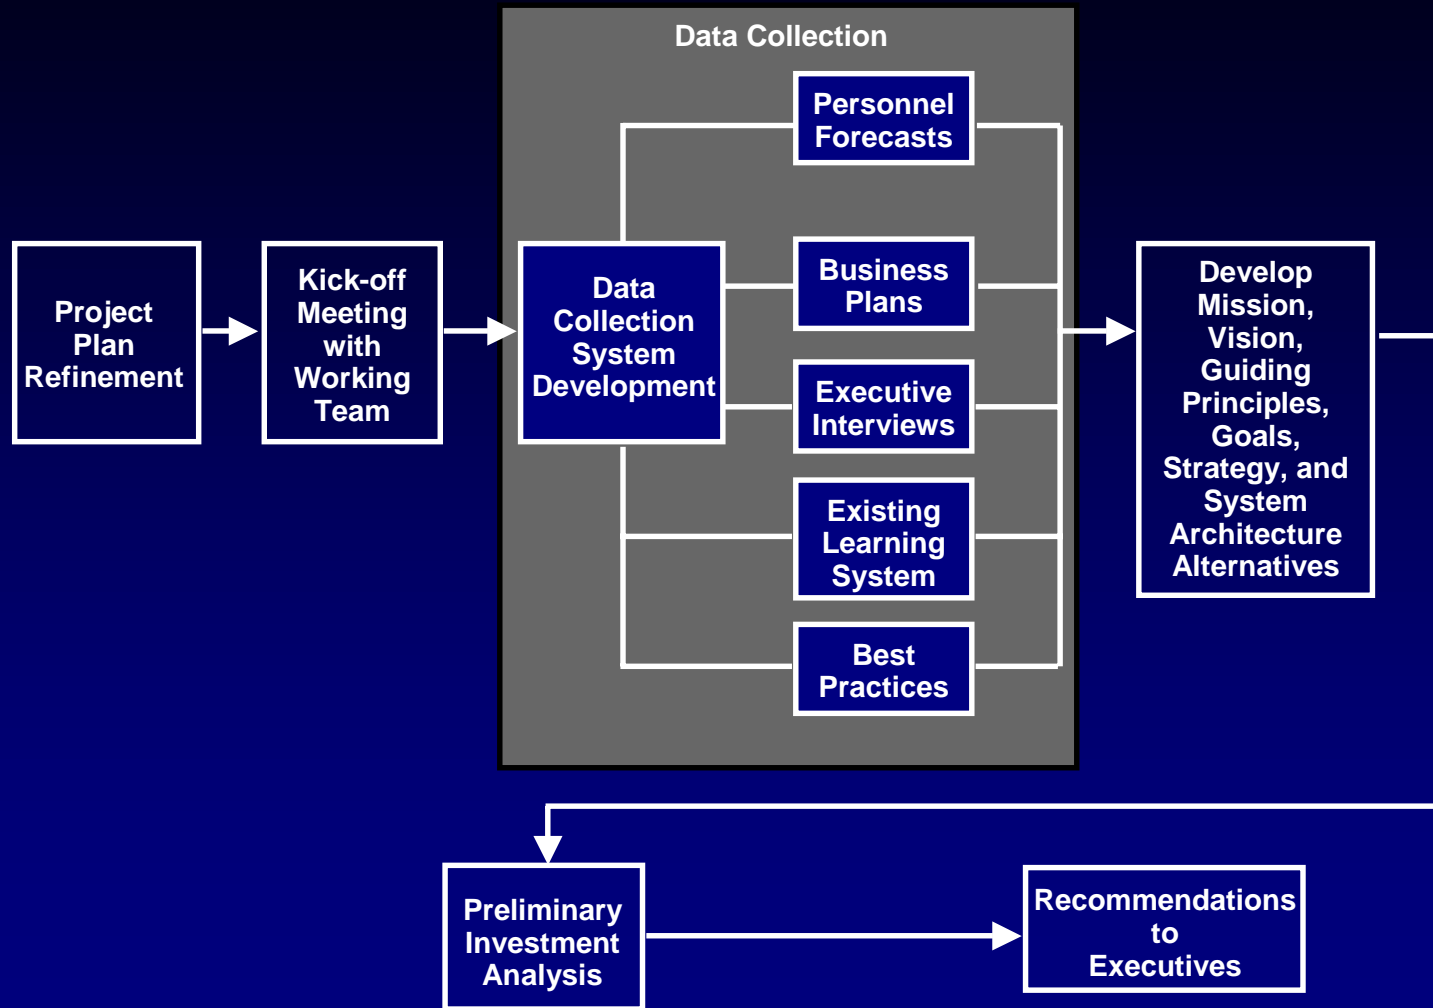 Data Collection
Personnel
Forecasts
Project
Plan
Refinement
Kick-off
Meeting
with
Working
Team
Data
Collection
System
Development
Business
Plans
Executive
Interviews
Existing
Learning
System
Best
Practices
Develop
Mission,
Vision,
Guiding
Principles,
Goals,
Strategy, and
System
Architecture
Alternatives
Preliminary
Investment
Analysis
Recommendations
to
Executives